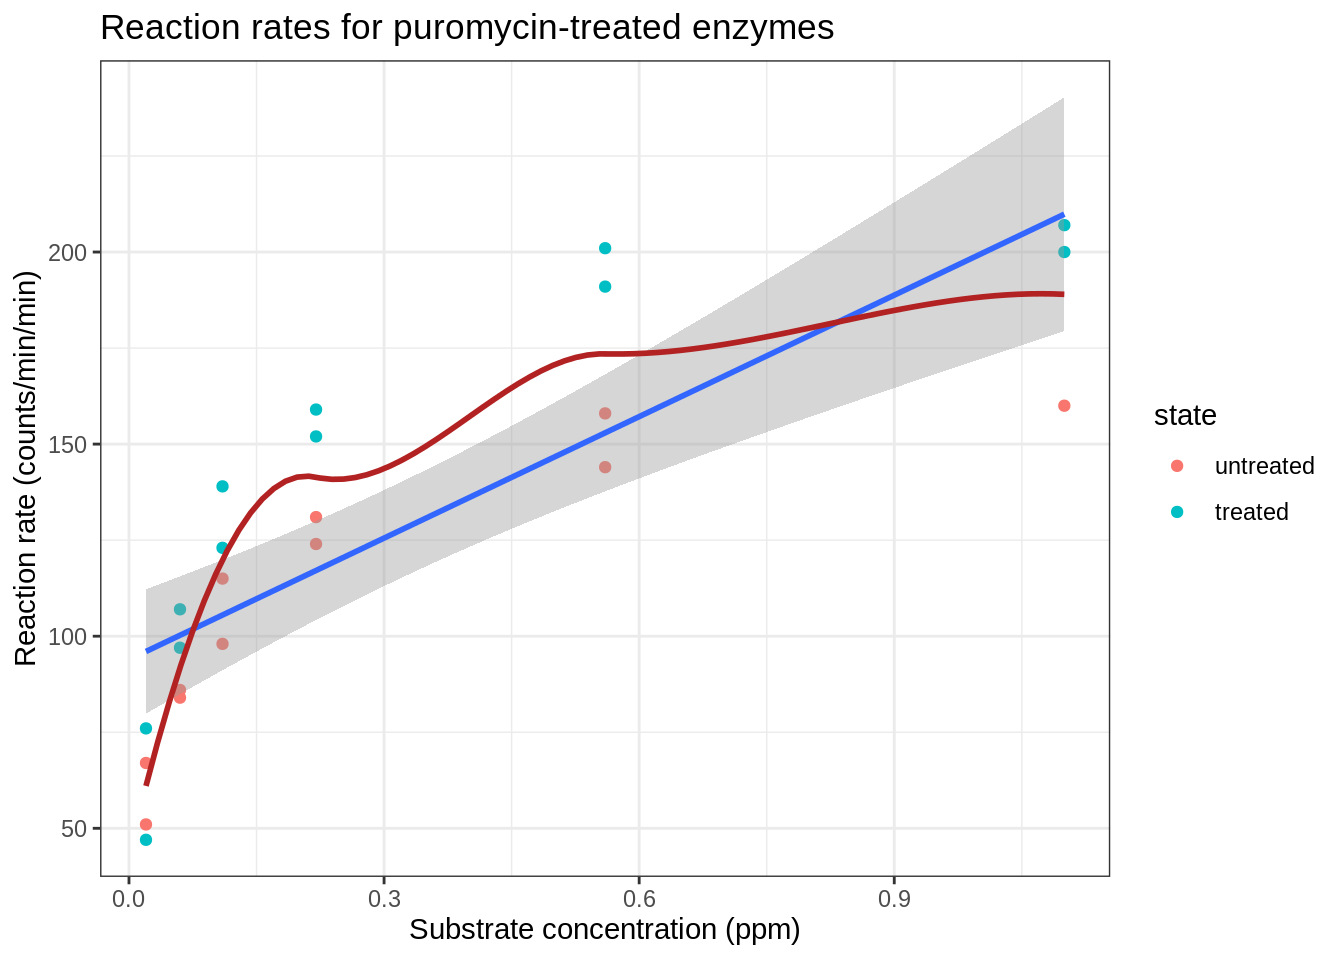 Reaction rates for puromycin-treated enzymes
Reaction rate (counts/min/min)
200
150
100
50
0.0 0.3 0.6 0.9
Substrate concentration (ppm)
state
untreated
treated